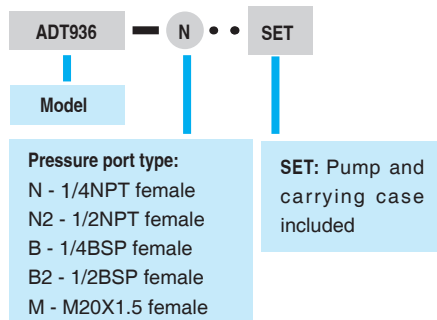 ADT936 — N • • SET
Model
Pressure port type:
N - 1/4NPT female
N2 - 1/2NPT female
B - 1/4BSP female
B2 - 1/2BSP female
M - M20X1.5 female
SET: Pump and
carrying case
included